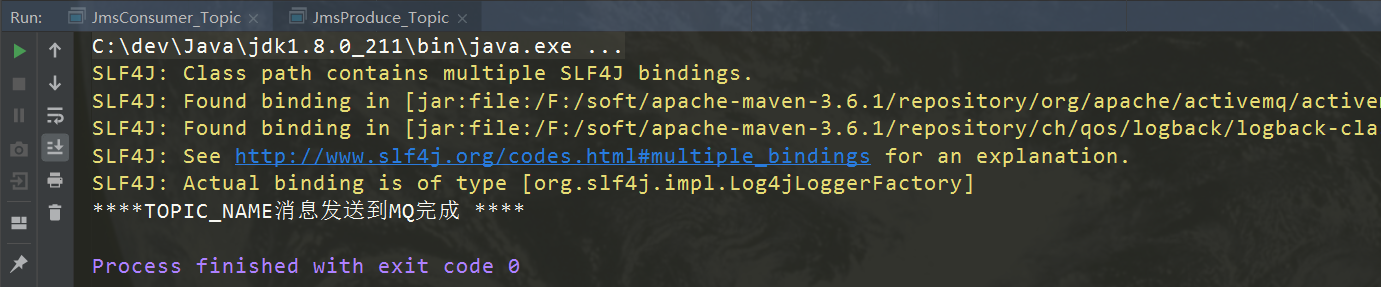 Run: JmsConsumer_Topic JmsProduce_Topic
C:\dev\Java\jdk1.8.0_211\bin\java.exe ...
SLF4J: Class path contains multiple SLF4J bindings.
SLF4J: Found binding in [jar:file:/F:/soft/apache-maven-3.6.1/repository/org/apache/activemq/activem
SLF4J: Found binding in [jar:file:/F:/soft/apache-maven-3.6.1/repository/ch/qos/logback/logback-cla
SLF4J: See http://www.slf4j.org/codes.html#multiple_bindings for an explanation.
SLF4J: Actual binding is of type [org.slf4j.impl.Log4jLoggerFactory]
****TOPIC_NAME消息发送到MQ完成 ****
Process finished with exit code 0